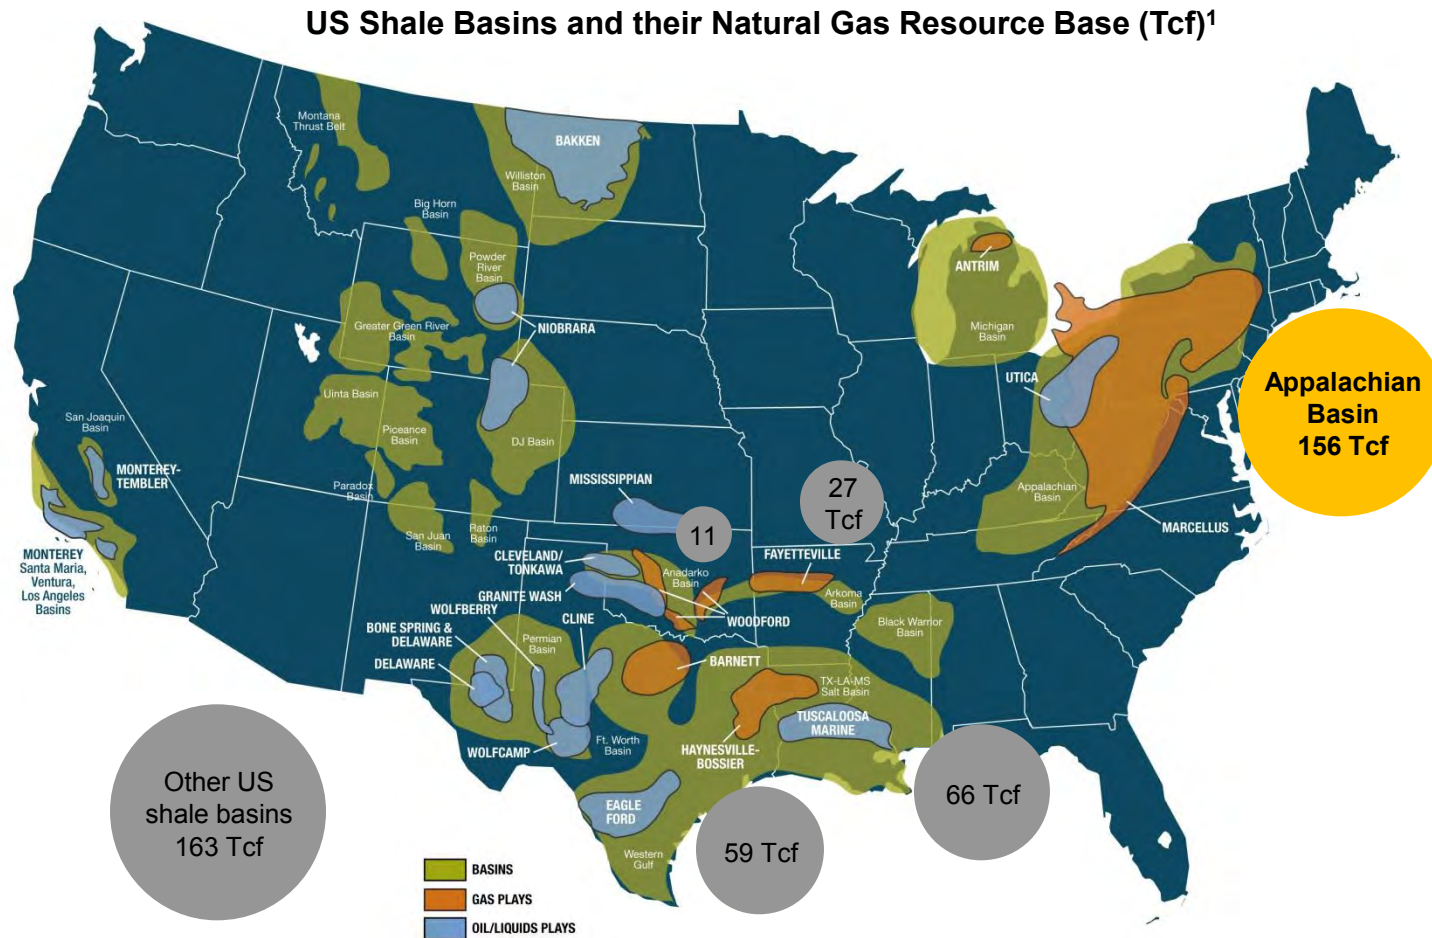 US Shale Basins and their Natural Gas Resource Base (Tcf)¹
Montana
Thrust Belt
BAKKEN
Williston
Basin
Big Horn
Basin
Powder
River
Basin
ANTRIM
Michigan
Basin
Greater Green River
Basin
NIOBRARA
UTICA
Appalachian
Basin
156 Tcf
Uinta Basin
Piceance
Basin
DJ Basin
San Joaquin
Basin
MONTEREY-
TEMBLER
Paradox
Basin
MISSISSIPPIAN
27
Tcf
Appalachian
Basin
MARCELLUS
San Juan
Basin
Raton
Basin
11
MONTEREY
Santa Maria,
Ventura,
Los Angeles
Basins
CLEVELAND/
TONKAWA
Anadarko
Basin
FAYETTEVILLE
GRANITE WASH
Arkoma
Basin
WOLFBERRY
CLINE
WOODFORD
Black Warrior
Basin
BONE SPRING &
DELAWARE
Permian
Basin
DELAWARE
BARNETT
TX-LA-MS
Salt Basin
TUSCALOOSA
MARINE
WOLFCAMP
Ft. Worth
Basin
HAYNESVILLE-
BOSSIER
Other US
shale basins
163 Tcf
66 Tcf
EAGLE
FORD
59 Tcf
Western
Gulf
BASINS
GAS PLAYS
OIL/LIQUIDS PLAYS